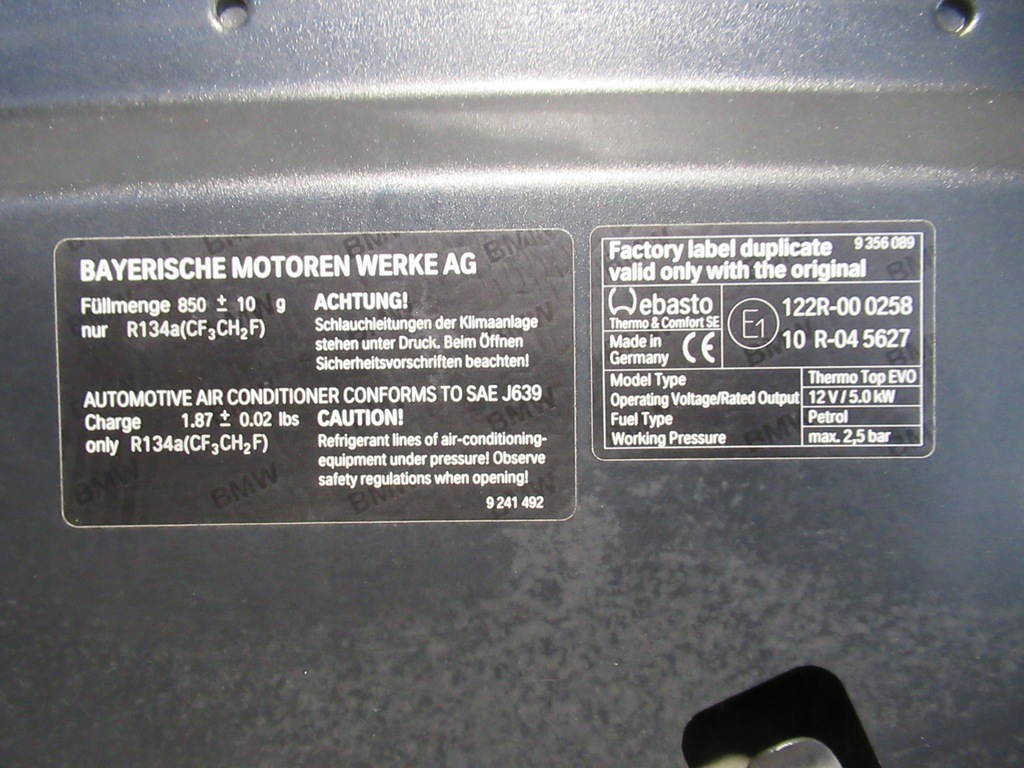 BAYERISCHE MOTOREN WERKE AG
Füllmenge 850 ± 10 g
nur R134a(CF₃CH₂F)
ACHTUNG!
Schlauchleitungen der Klimaanlage
stehen unter Druck. Beim Öffnen
Sicherheitsvorschriften beachten!
AUTOMOTIVE AIR CONDITIONER CONFORMS TO SAE J639
Charge 1.87 ± 0.02 lbs
only R134a(CF₃CH₂F)
CAUTION!
Refrigerant lines of air-conditioning-
equipment under pressure! Observe
safety regulations when opening!
9 241 492
Factory label duplicate 9 356 089
valid only with the original
Webasto
Thermo & Comfort SE
Made in
Germany
CE
E1
122R-00 0258
10 R-04 5627
Model Type Thermo Top EVO
Operating Voltage/Rated Output 12 V / 5.0 kW
Fuel Type Petrol
Working Pressure max. 2,5 bar
BMW
BMW
BMW